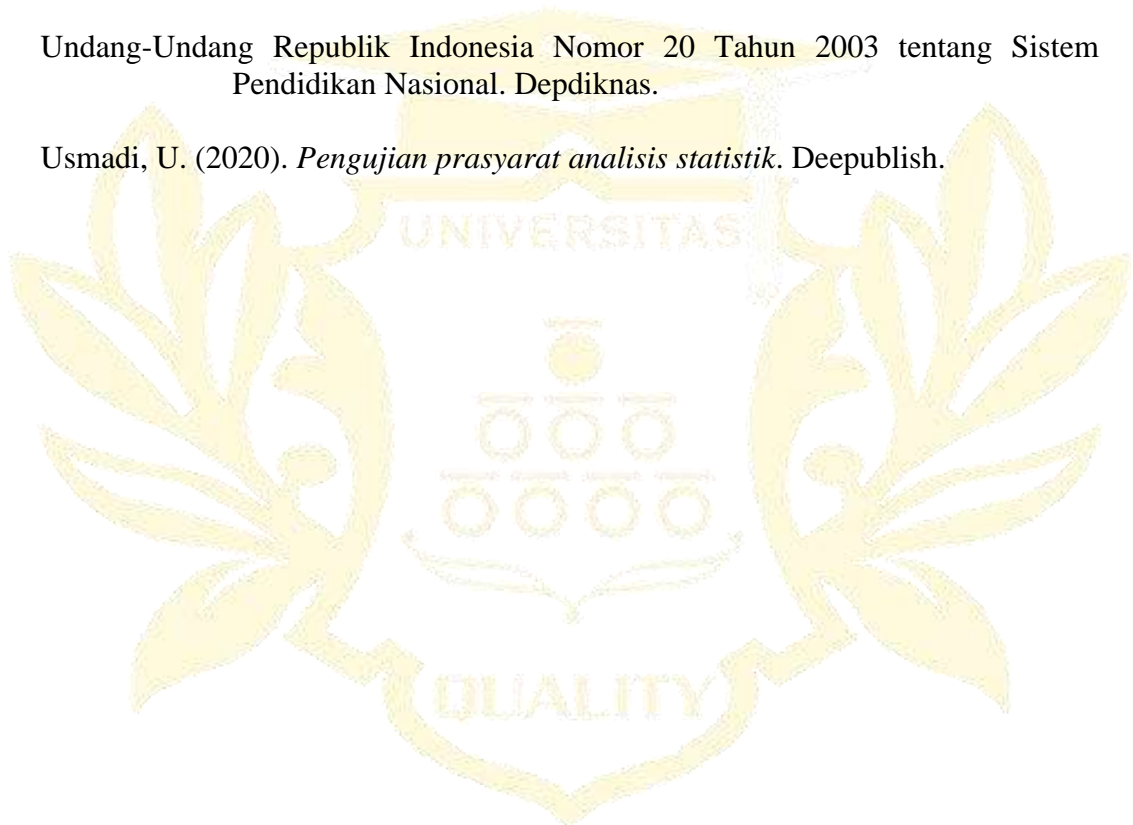 Undang-Undang Republik Indonesia Nomor 20 Tahun 2003 tentang Sistem
Pendidikan Nasional. Depdiknas.
Usmadi, U. (2020). Pengujian prasyarat analisis statistik. Deepublish.
UNIVERSITAS
QUALITY